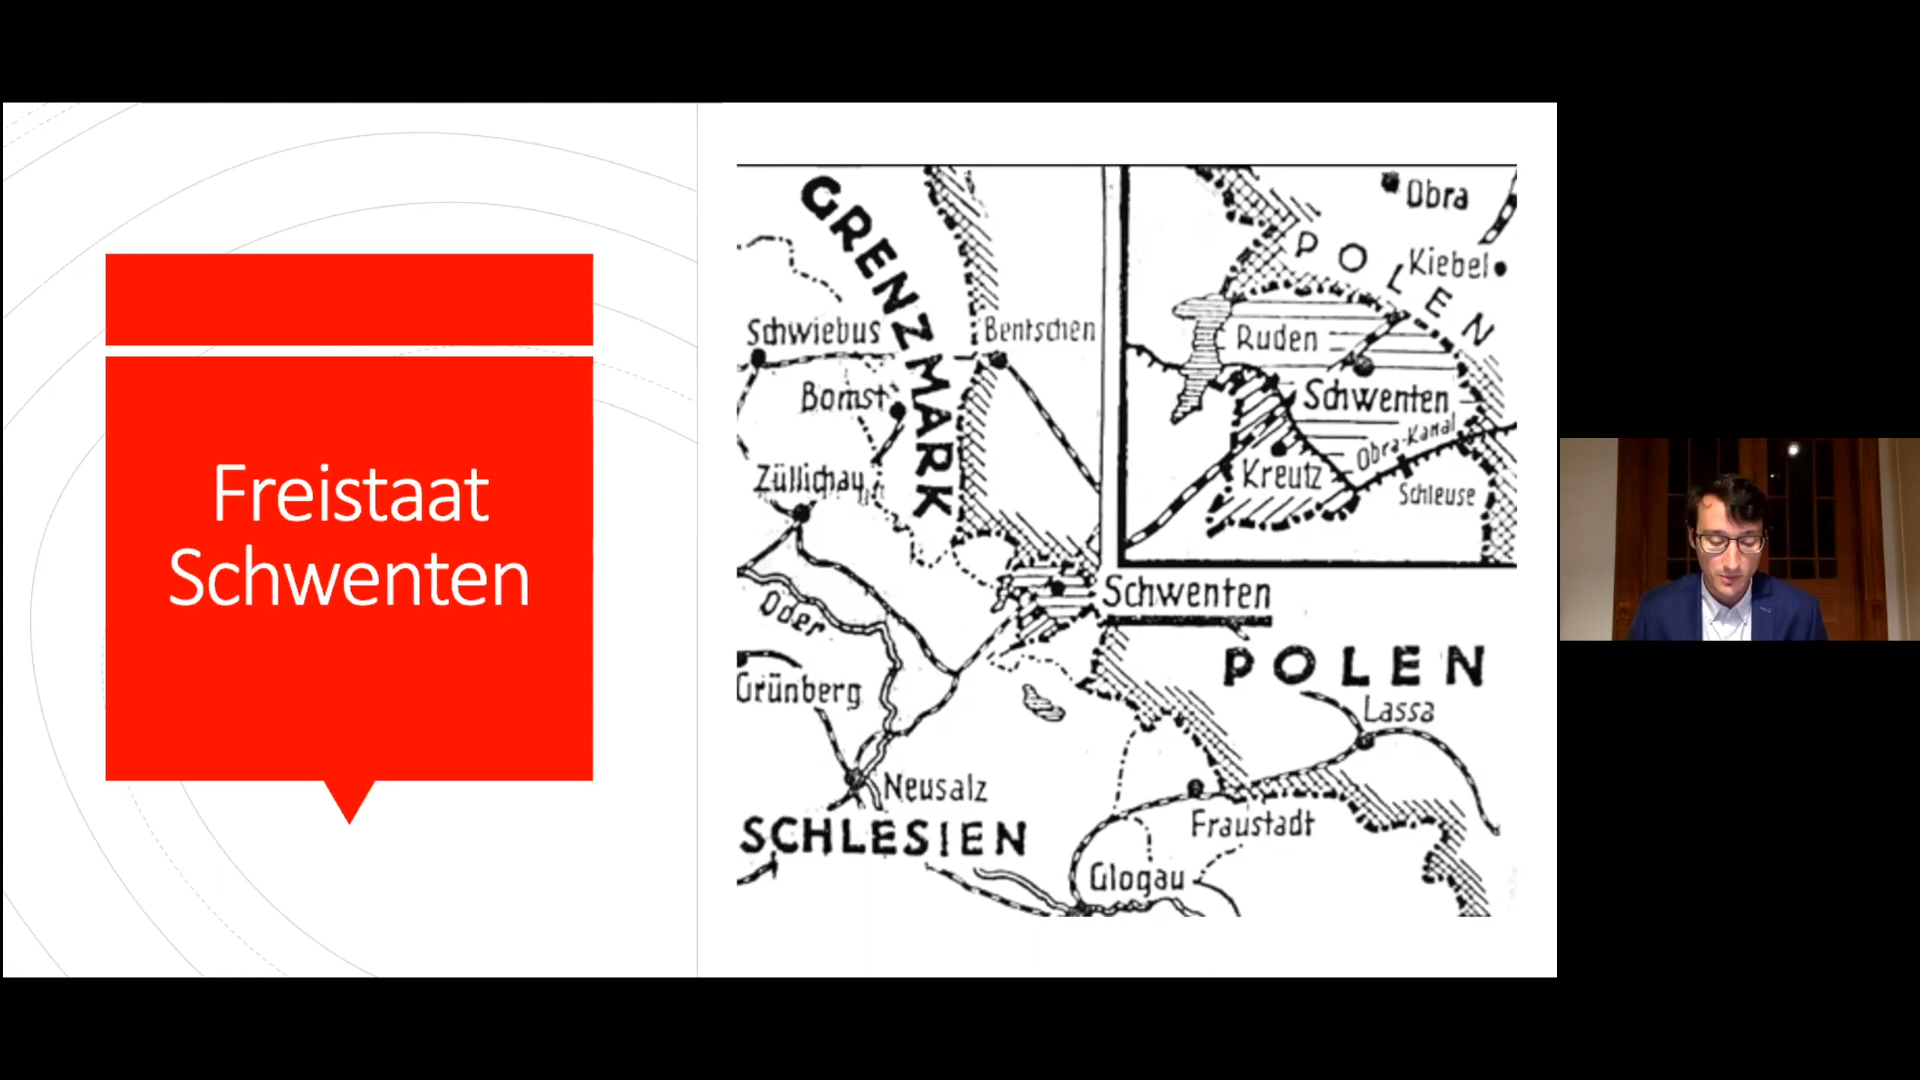 Freistaat
Schwenten
GRENZMARK
Schwiebus
Bentschen
Bomst
Züllichau
Oder
Grünberg
Neusalz
SCHLESIEN
Glogau
Fraustadt
Lassa
POLEN
Schwenten
Obra
POLEN
Kiebel
Ruden
Schwenten
Obra-Kanal
Kreutz
Schleuse